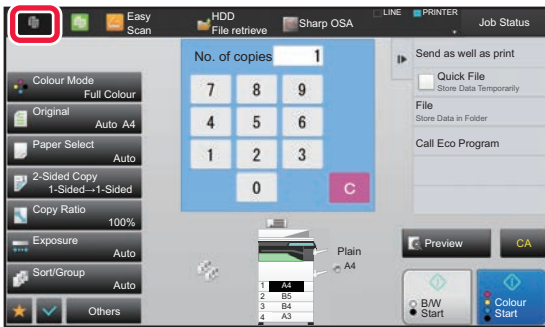 Easy
Scan
HDD
File retrieve
Sharp OSA
LINE
PRINTER
Job Status
No. of copies
1
Colour Mode
Full Colour
Original
Auto A4
Paper Select
Auto
2-Sided Copy
1-Sided→1-Sided
Copy Ratio
100%
Exposure
Auto
Sort/Group
Auto
Others
7 8 9
4 5 6
1 2 3
0 C
Plain
A4
1 A4
2 B5
3 B4
4 A3
Send as well as print
Quick File
Store Data Temporarily
File
Store Data in Folder
Call Eco Program
Preview
CA
B/W
Start
Colour
Start